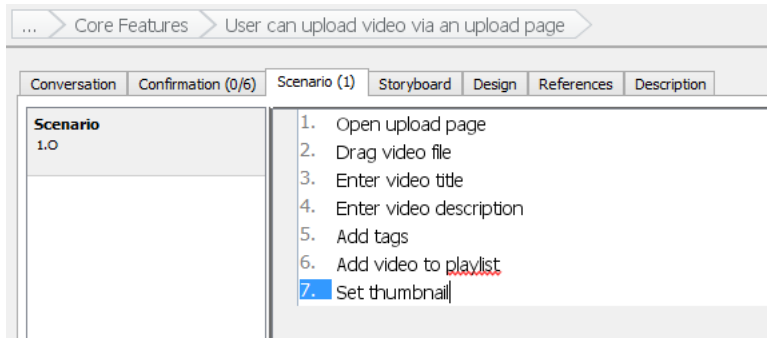 ... Core Features User can upload video via an upload page
Conversation Confirmation (0/6) Scenario (1) Storyboard Design References Description
Scenario
1.0
1. Open upload page
2. Drag video file
3. Enter video title
4. Enter video description
5. Add tags
6. Add video to playlist
7. Set thumbnail